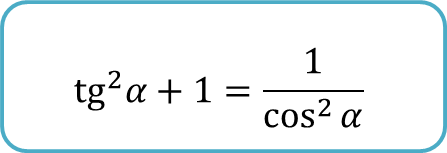 tg²α + 1 = 1/cos² α